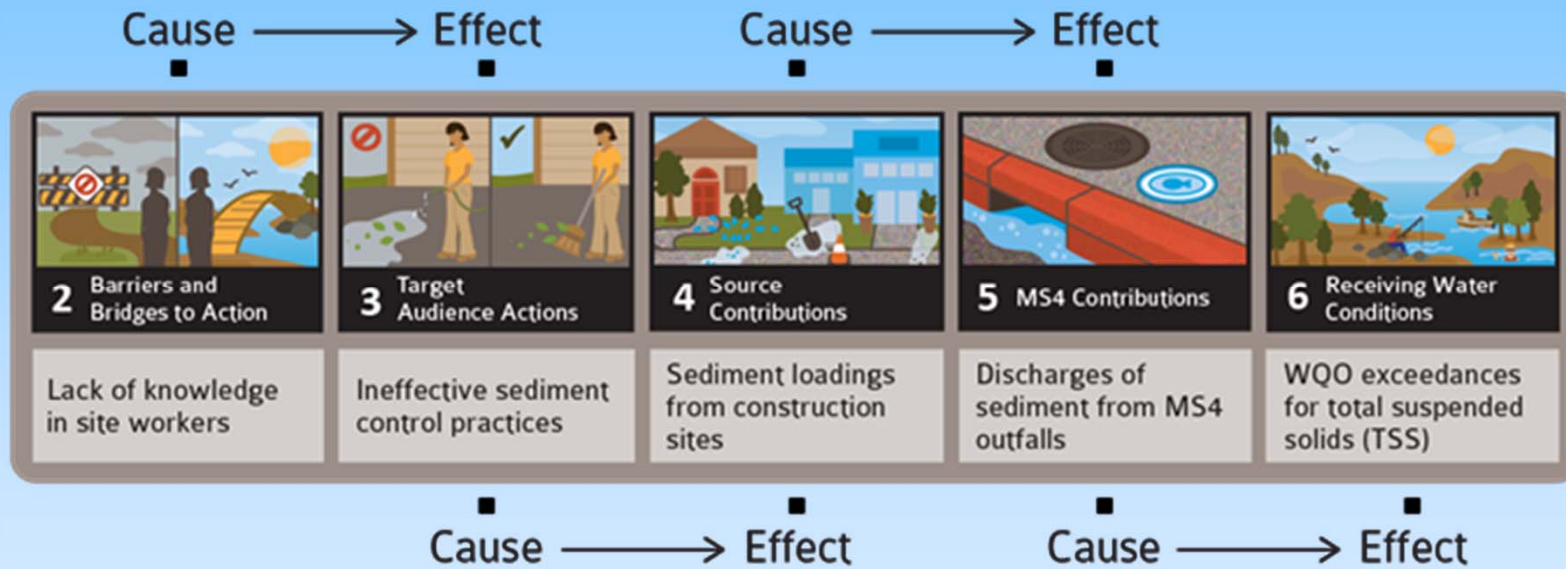 Cause → Effect
Cause → Effect
2 Barriers and
Bridges to Action
3 Target
Audience Actions
4 Source
Contributions
5 MS4 Contributions
6 Receiving Water
Conditions
Lack of knowledge
in site workers
Ineffective sediment
control practices
Sediment loadings
from construction
sites
Discharges of
sediment from MS4
outfalls
WQO exceedances
for total suspended
solids (TSS)
Cause → Effect
Cause → Effect